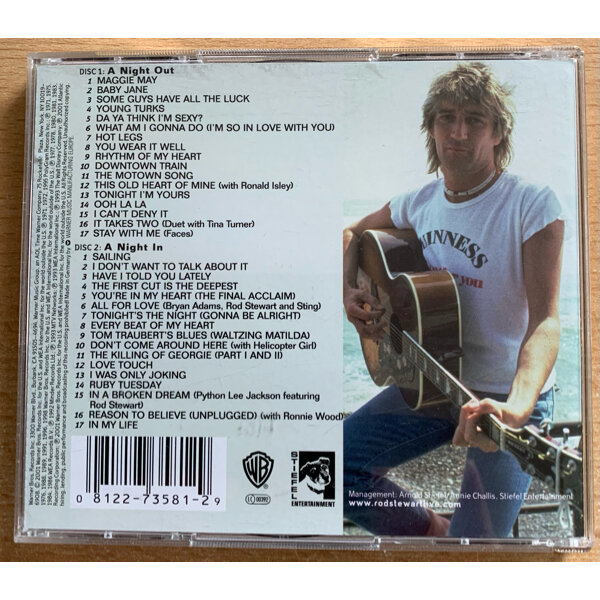 DISC 1: A Night Out
1 MAGGIE MAY
2 BABY JANE
3 SOME GUYS HAVE ALL THE LUCK
4 YOUNG TURKS
5 DA YA THINK I'M SEXY?
6 WHAT AM I GONNA DO (I'M SO IN LOVE WITH YOU)
7 HOT LEGS
8 YOU WEAR IT WELL
9 RHYTHM OF MY HEART
10 DOWNTOWN TRAIN
11 THE MOTOWN SONG
12 THIS OLD HEART OF MINE (with Ronald Isley)
13 TONIGHT I'M YOURS
14 OOH LA LA
15 I CAN'T DENY IT
16 IT TAKES TWO (Duet with Tina Turner)
17 STAY WITH ME (Faces)
DISC 2: A Night In
1 SAILING
2 I DON'T WANT TO TALK ABOUT IT
3 HAVE I TOLD YOU LATELY
4 THE FIRST CUT IS THE DEEPEST
5 YOU'RE IN MY HEART (THE FINAL ACCLAIM)
6 ALL FOR LOVE (Bryan Adams, Rod Stewart and Sting)
7 TONIGHT'S THE NIGHT (GONNA BE ALRIGHT)
8 EVERY BEAT OF MY HEART
9 TOM TRAUBERT'S BLUES (WALTZING MATILDA)
10 DON'T COME AROUND HERE (with Helicopter Girl)
11 THE KILLING OF GEORGIE (PART I AND II)
12 LOVE TOUCH
13 I WAS ONLY JOKING
14 RUBY TUESDAY
15 IN A BROKEN DREAM (Python Lee Jackson featuring
Rod Stewart)
16 REASON TO BELIEVE (UNPLUGGED) (with Ronnie Wood)
17 IN MY LIFE
0 81227-3581-2 9
WB
LC 00392
STIEFEL
ENTERTAINMENT
UINNESS
YOU
Management: Arnold Stiefel/Annie Challis. Stiefel Entertainment
www.rodstewartlive.com